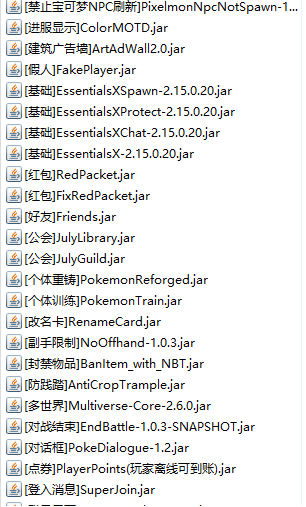 [禁止宝可梦NPC刷新]PixelmonNpcNotSpawn-1...
[进服显示]ColorMOTD.jar
[建筑广告墙]ArtAdWall2.0.jar
[假人]FakePlayer.jar
[基础]EssentialsXSpawn-2.15.0.20.jar
[基础]EssentialsXProtect-2.15.0.20.jar
[基础]EssentialsXChat-2.15.0.20.jar
[基础]EssentialsX-2.15.0.20.jar
[红包]RedPacket.jar
[红包]FixRedPacket.jar
[好友]Friends.jar
[公会]JulyLibrary.jar
[公会]JulyGuild.jar
[个体重铸]PokemonReforged.jar
[个体训练]PokemonTrain.jar
[改名卡]RenameCard.jar
[副手限制]NoOffhand-1.0.3.jar
[封禁物品]BanItem_with_NBT.jar
[防践踏]AntiCropTrample.jar
[多世界]Multiverse-Core-2.6.0.jar
[对战结束]EndBattle-1.0.3-SNAPSHOT.jar
[对话框]PokeDialogue-1.2.jar
[点券]PlayerPoints(玩家离线可到账).jar
[登入消息]SuperJoin.jar